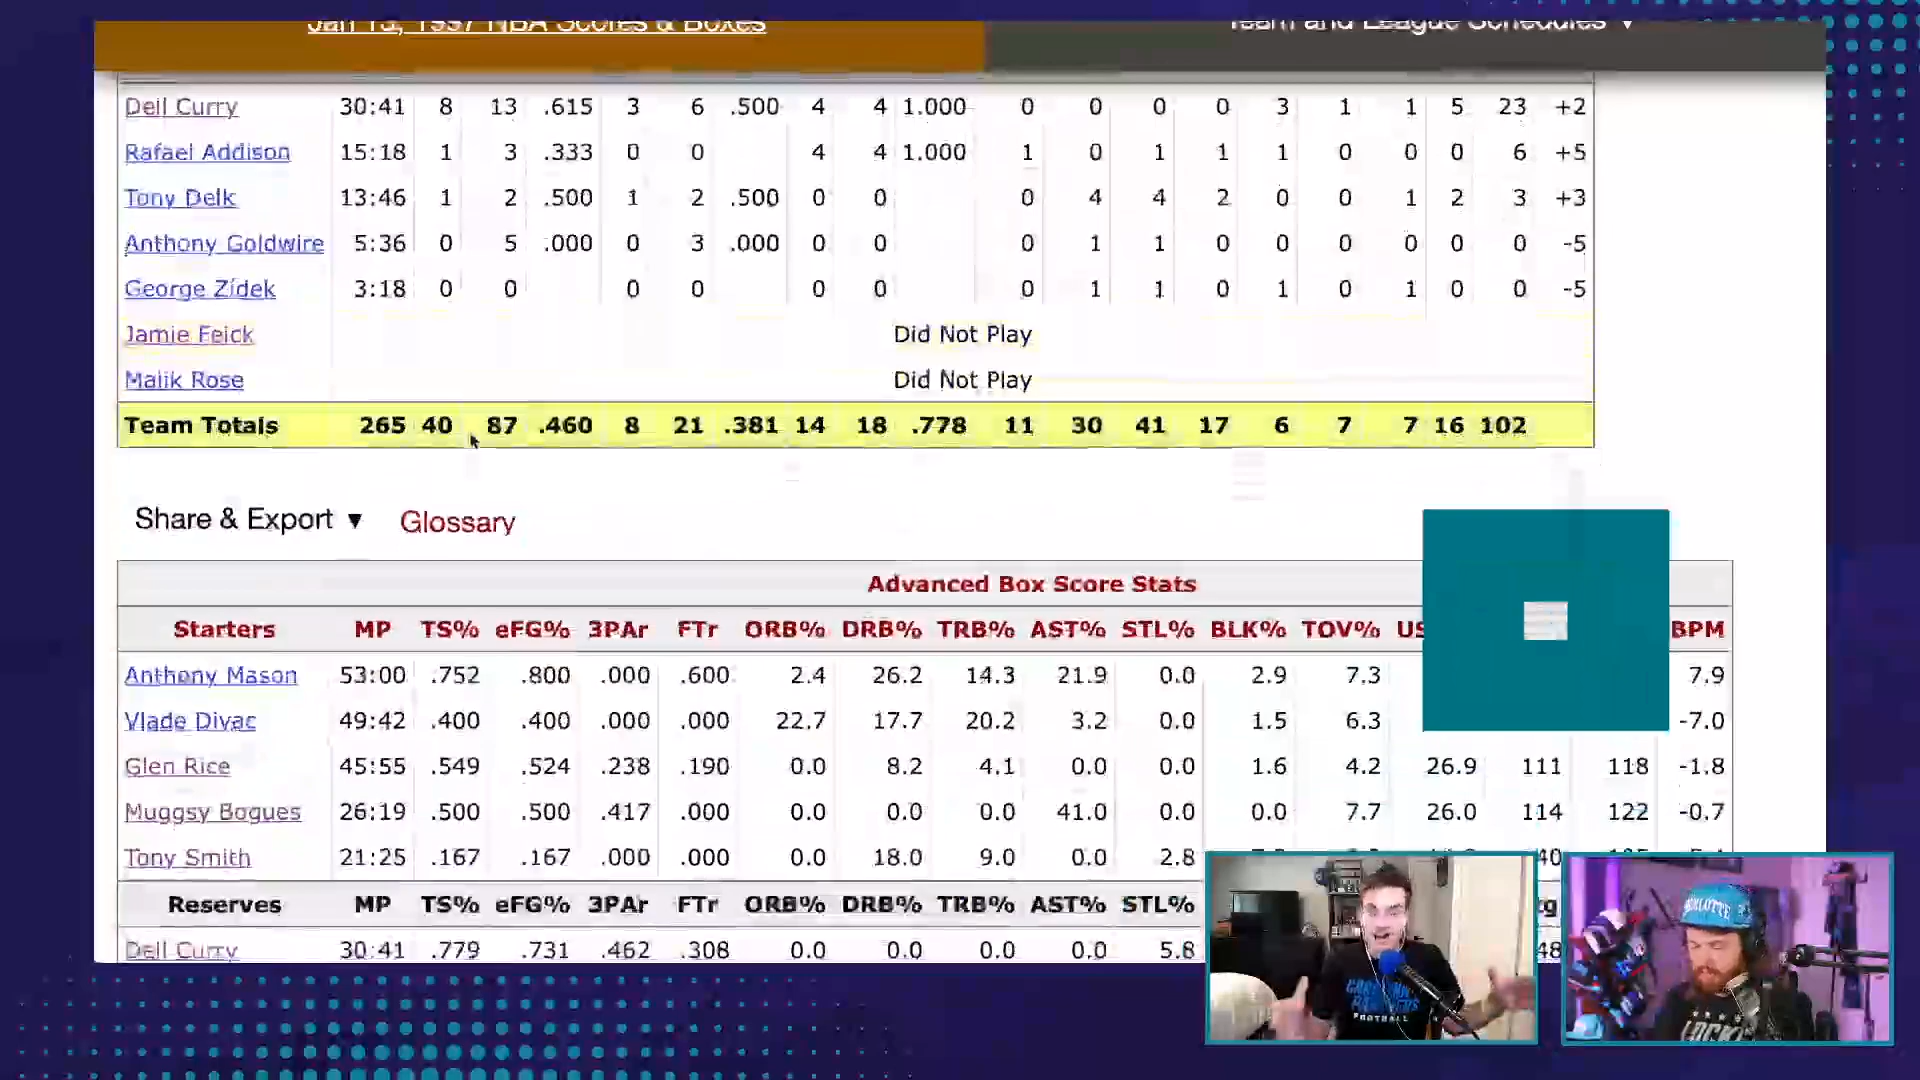 Jan 13, 1997 NBA Scores & Boxes Team and League Schedules ▼
Dell Curry 30:41 8 13 .615 3 6 .500 4 4 1.000 0 0 0 0 3 1 1 5 23 +2
Rafael Addison 15:18 1 3 .333 0 0 4 4 1.000 1 0 1 1 1 0 0 0 6 +5
Tony Delk 13:46 1 2 .500 1 2 .500 0 0 0 4 4 2 0 0 1 2 3 +3
Anthony Goldwire 5:36 0 5 .000 0 3 .000 0 0 0 1 1 0 0 0 0 0 0 -5
George Zídek 3:18 0 0 0 0 0 0 0 1 1 0 1 0 1 0 0 -5
Jamie Feick Did Not Play
Malik Rose Did Not Play
Team Totals 265 40 87 .460 8 21 .381 14 18 .778 11 30 41 17 6 7 7 16 102
Share & Export ▼ Glossary
Advanced Box Score Stats
Starters MP TS% eFG% 3PAr FTr ORB% DRB% TRB% AST% STL% BLK% TOV% US BPM
Anthony Mason 53:00 .752 .800 .000 .600 2.4 26.2 14.3 21.9 0.0 2.9 7.3 7.9
Vlade Divac 49:42 .400 .400 .000 .000 22.7 17.7 20.2 3.2 0.0 1.5 6.3 -7.0
Glen Rice 45:55 .549 .524 .238 .190 0.0 8.2 4.1 0.0 0.0 1.6 4.2 26.9 111 118 -1.8
Muggsy Bogues 26:19 .500 .500 .417 .000 0.0 0.0 0.0 41.0 0.0 0.0 7.7 26.0 114 122 -0.7
Tony Smith 21:25 .167 .167 .000 .000 0.0 18.0 9.0 0.0 2.8
Reserves MP TS% eFG% 3PAr FTr ORB% DRB% TRB% AST% STL%
Dell Curry 30:41 .779 .731 .462 .308 0.0 0.0 0.0 0.0 5.8
CHARLOTTE
CAROLINA
PANTHERS
FOOTBALL